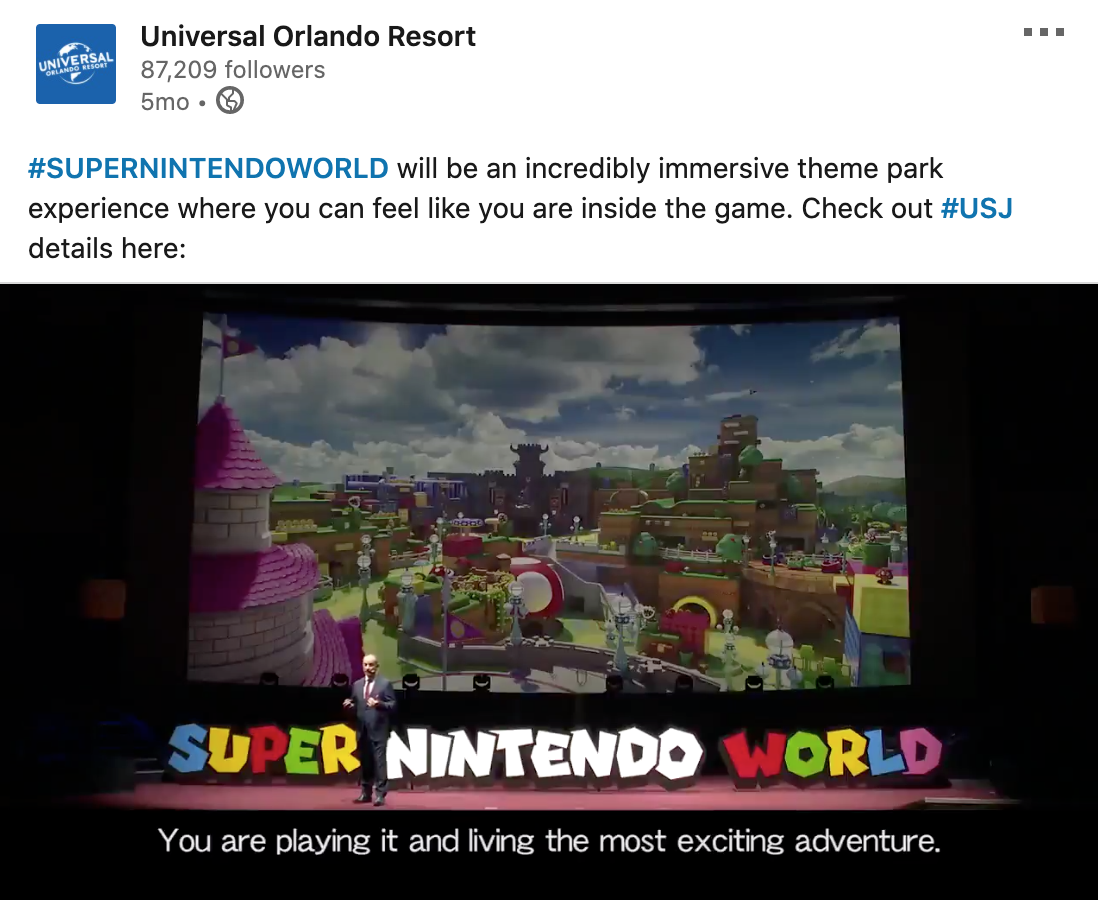 UNIVERSAL
ORLANDO RESORT
Universal Orlando Resort
87,209 followers
5mo •
#SUPERNINTENDOWORLD will be an incredibly immersive theme park
experience where you can feel like you are inside the game. Check out #USJ
details here:
SUPER NINTENDO WORLD
You are playing it and living the most exciting adventure.